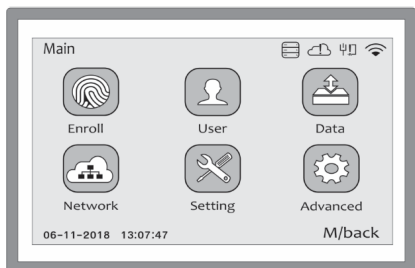 Main
Enroll User Data
Network Setting Advanced
06-11-2018 13:07:47 M/back